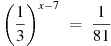 (1/3)^{x−7} = 1/81